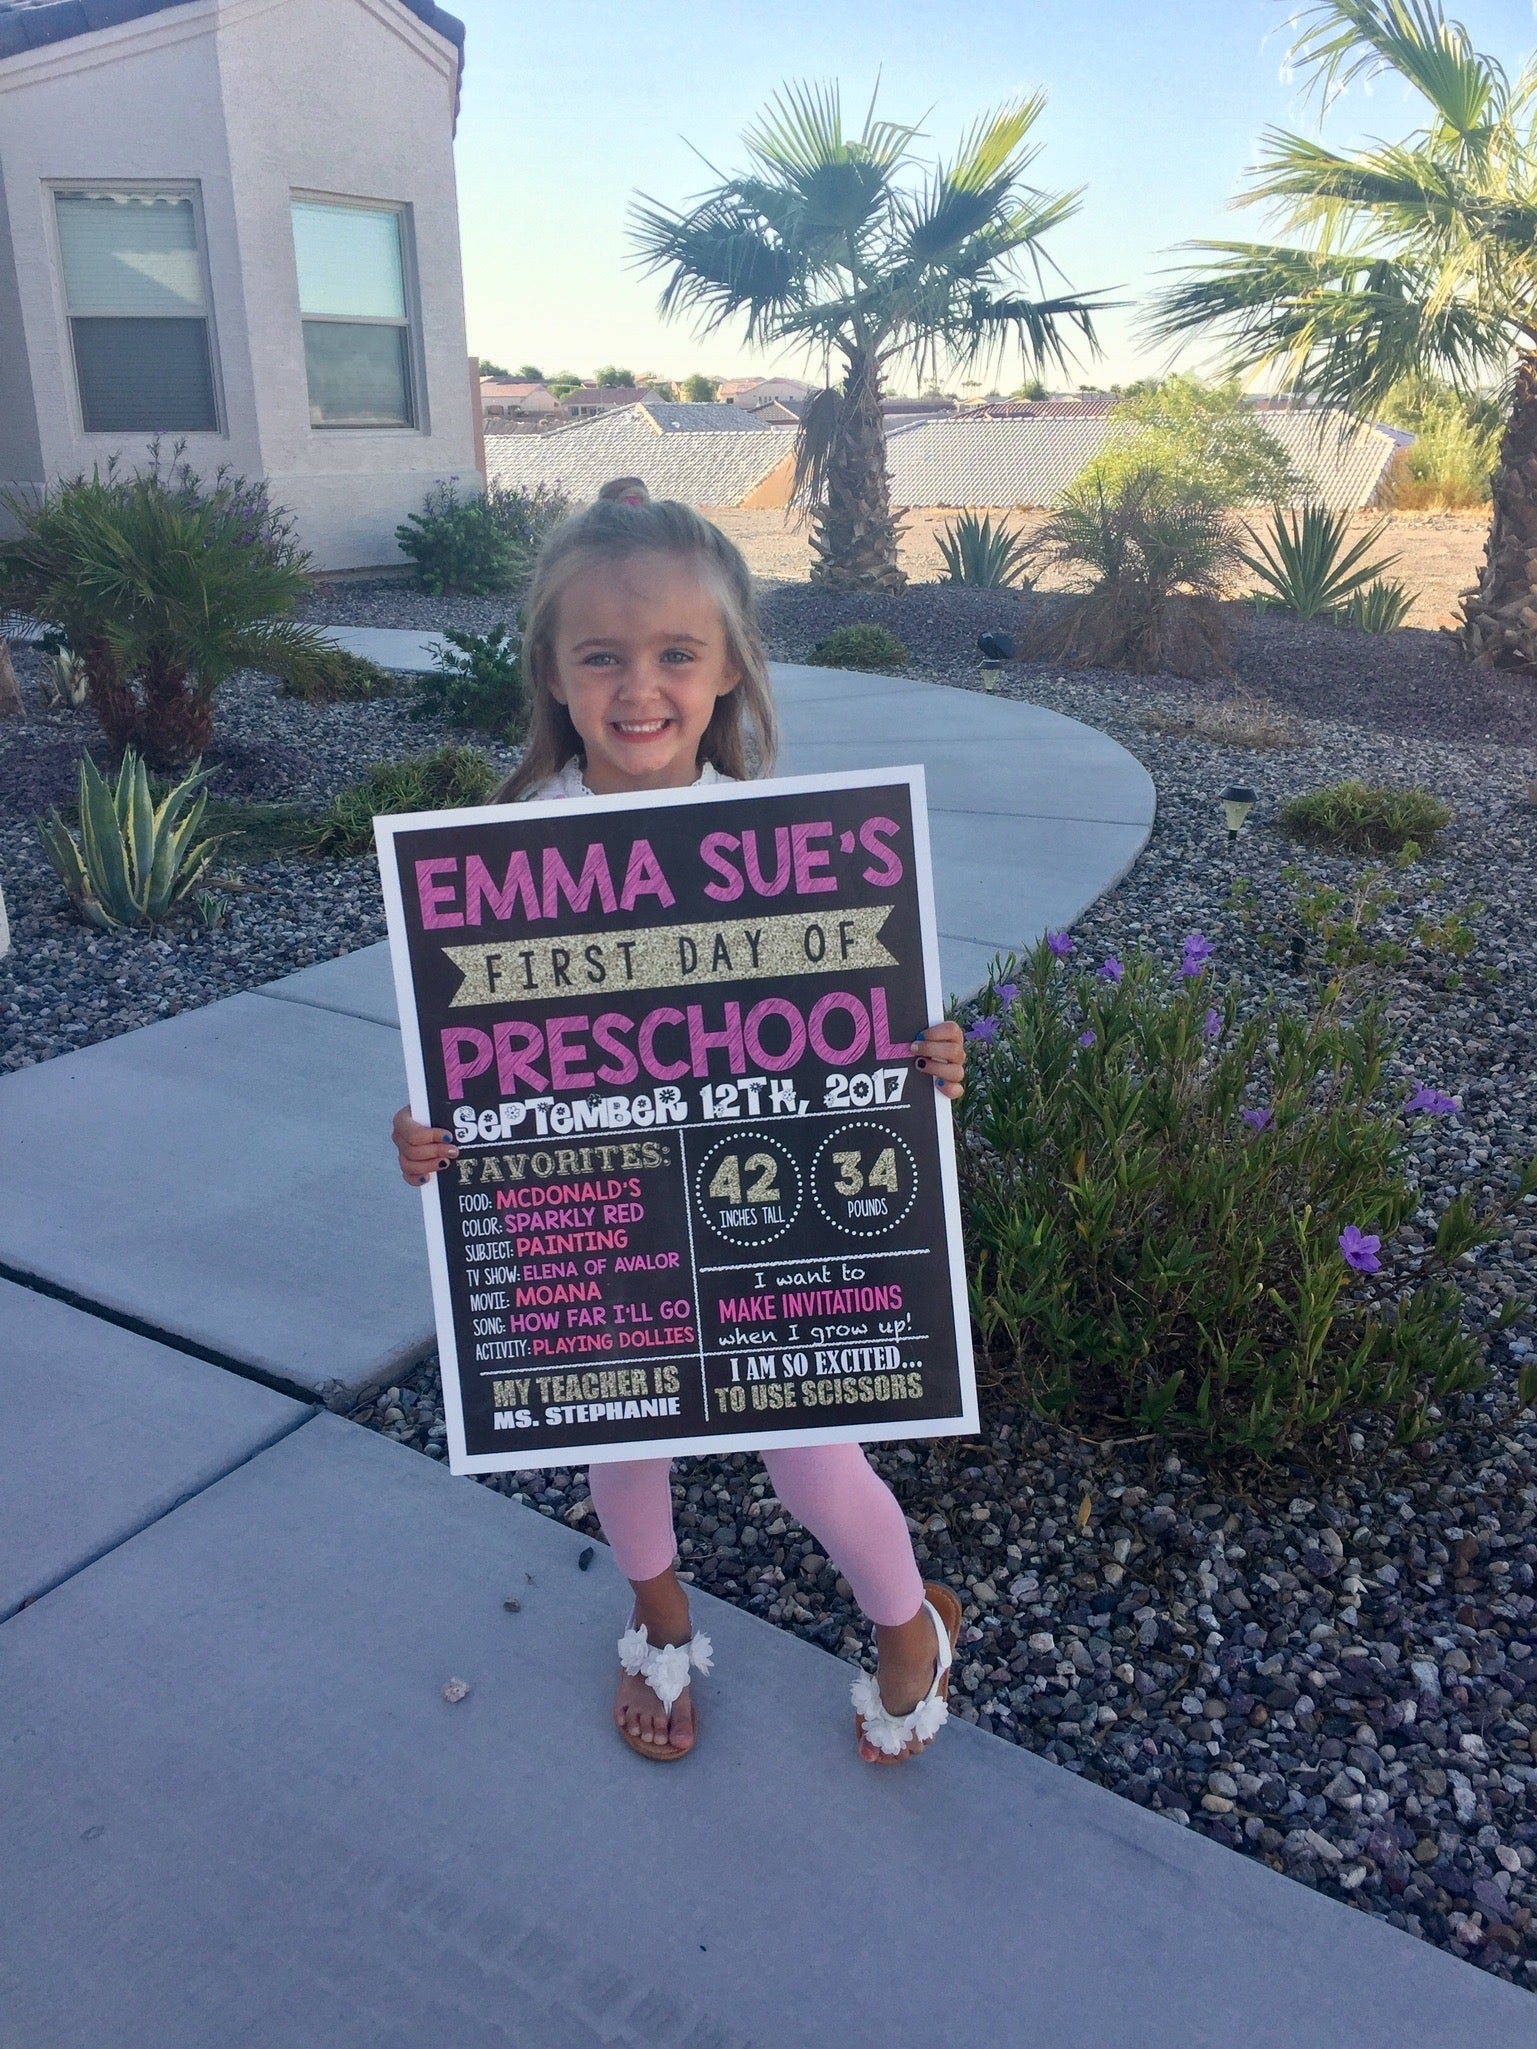 EMMA SUE'S
FIRST DAY OF
PRESCHOOL
SEPTEMBER 12TH, 2017
FAVORITES:
FOOD: MCDONALD'S
COLOR: SPARKLY RED
SUBJECT: PAINTING
TV SHOW: ELENA OF AVALOR
MOVIE: MOANA
SONG: HOW FAR I'LL GO
ACTIVITY: PLAYING DOLLIES
MY TEACHER IS
MS. STEPHANIE
42
INCHES TALL
34
POUNDS
I want to
MAKE INVITATIONS
when I grow up!
I AM SO EXCITED...
TO USE SCISSORS